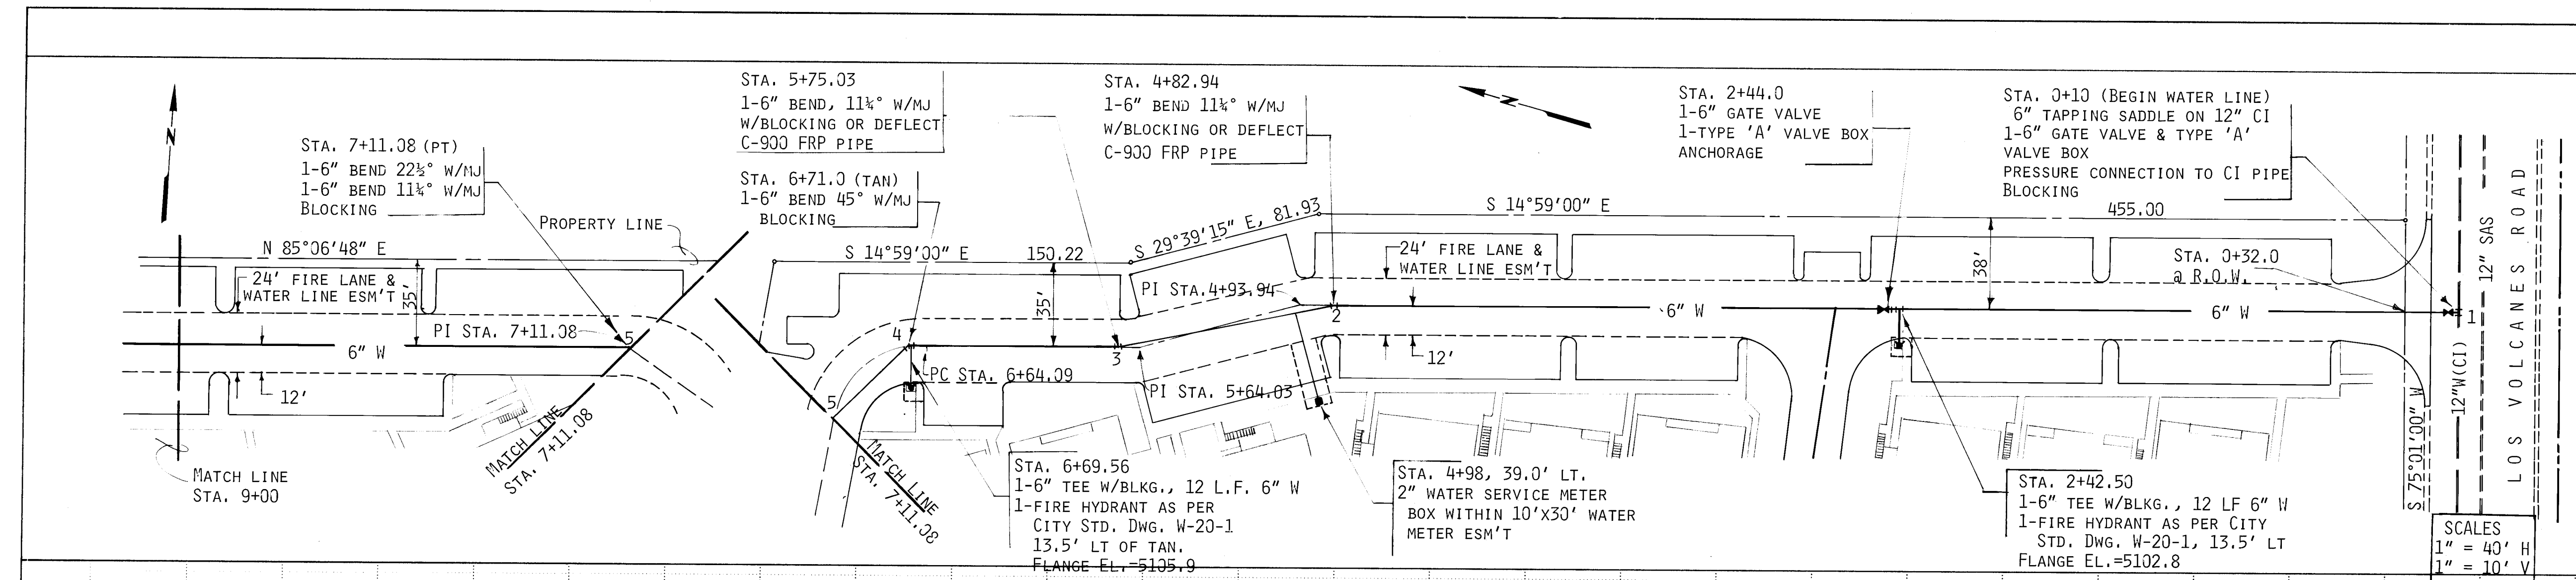 STA. 7+11.08 (PT)
1-6" BEND 22½° W/MJ
1-6" BEND 11¼° W/MJ
BLOCKING
N
PROPERTY LINE
N 85°06'48" E
24' FIRE LANE &
WATER LINE ESM'T
35'
PI STA. 7+11.08
5
6" W
12'
MATCH LINE
STA. 7+11.08
MATCH LINE
STA. 9+00
STA. 5+75.03
1-6" BEND, 11¼° W/MJ
W/BLOCKING OR DEFLECT
C-900 FRP PIPE
STA. 6+71.0 (TAN)
1-6" BEND 45° W/MJ
BLOCKING
S 14°59'00" E
150.22
S 29°39'15" E, 81.93
35'
4
3
5
PC STA. 6+64.09
PI STA. 4+93.94
PI STA. 5+64.03
MATCH LINE
STA. 7+11.08
STA. 6+69.56
1-6" TEE W/BLKG., 12 L.F. 6" W
1-FIRE HYDRANT AS PER
CITY STD. DWG. W-20-1
13.5' LT OF TAN.
FLANGE EL.=5105.9
STA. 4+82.94
1-6" BEND 11¼° W/MJ
W/BLOCKING OR DEFLECT
C-900 FRP PIPE
N
S 14°59'00" E
455.00
24' FIRE LANE &
WATER LINE ESM'T
2
12'
6" W
38'
STA. 4+98, 39.0' LT.
2" WATER SERVICE METER
BOX WITHIN 10'X30' WATER
METER ESM'T
STA. 2+44.0
1-6" GATE VALVE
1-TYPE 'A' VALVE BOX
ANCHORAGE
STA. 0+10 (BEGIN WATER LINE)
6" TAPPING SADDLE ON 12" CI
1-6" GATE VALVE & TYPE 'A'
VALVE BOX
PRESSURE CONNECTION TO CI PIPE
BLOCKING
STA. 0+32.0
@ R.O.W.
6" W
1
STA. 2+42.50
1-6" TEE W/BLKG., 12 LF 6" W
1-FIRE HYDRANT AS PER CITY
STD. DWG. W-20-1, 13.5' LT
FLANGE EL.=5102.8
S 75°01'00" W
12"W(CI)
12" SAS
LOS VOLCANES ROAD
SCALES
1" = 40' H
1" = 10' V